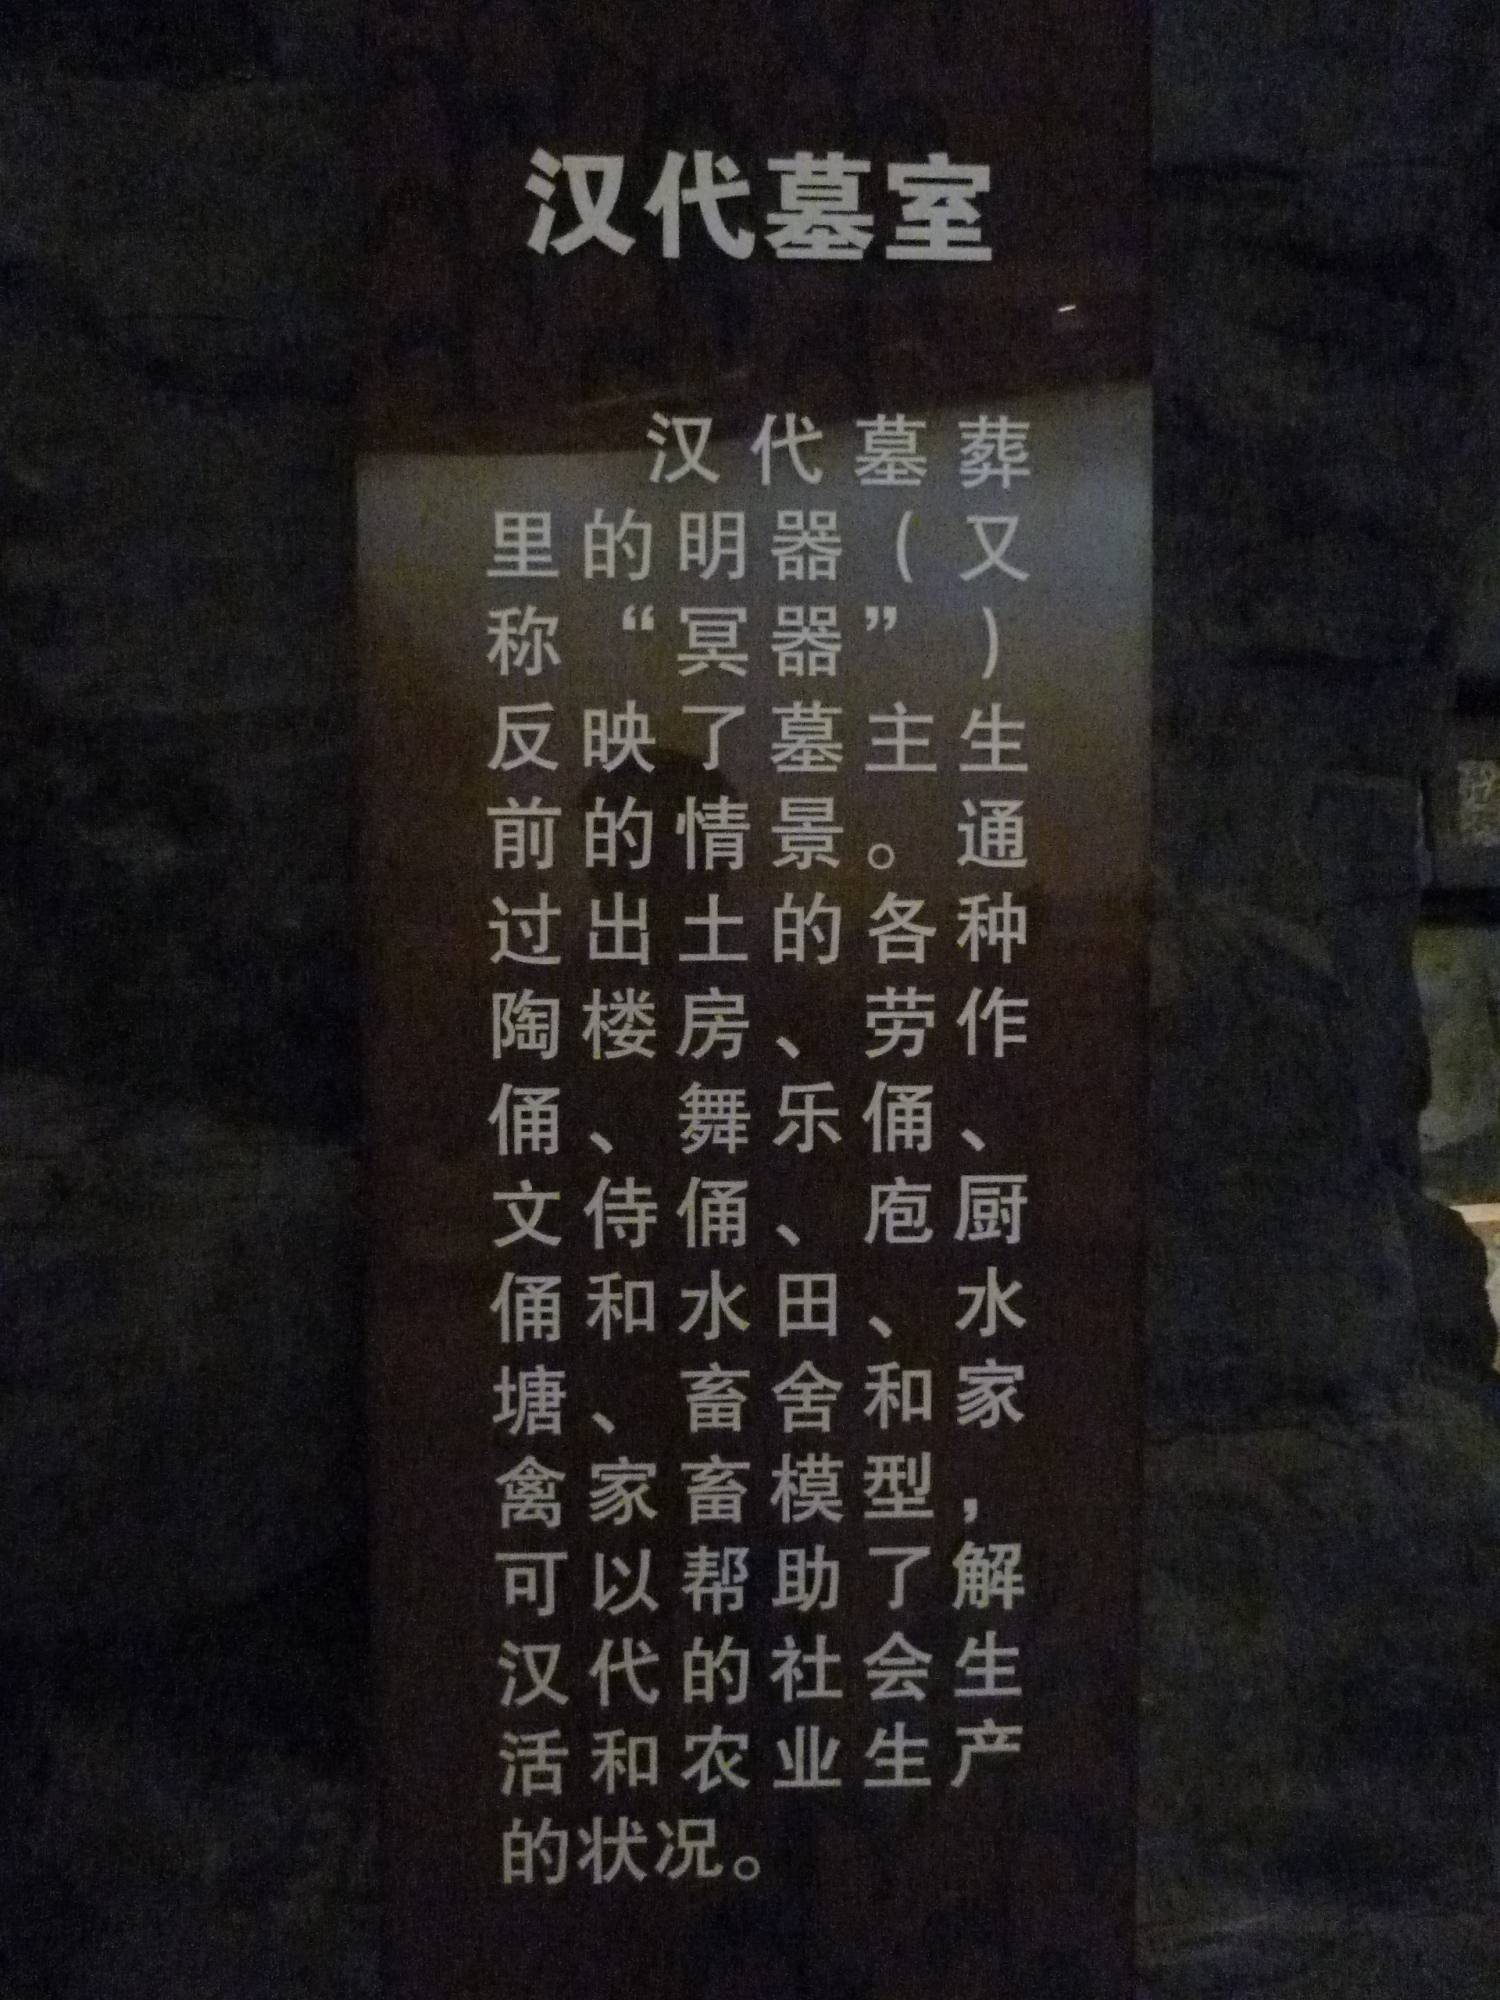 汉代墓室
汉代墓葬
里的明器(又
称“冥器”)
反映了墓主生
前的情景。通
过出土的各种
陶楼房、劳作
俑、舞乐俑、
文侍俑、庖厨
俑和水田、水
塘、畜舍和家
禽家畜模型,
可以帮助了解
汉代的社会生
活和农业生产
的状况。